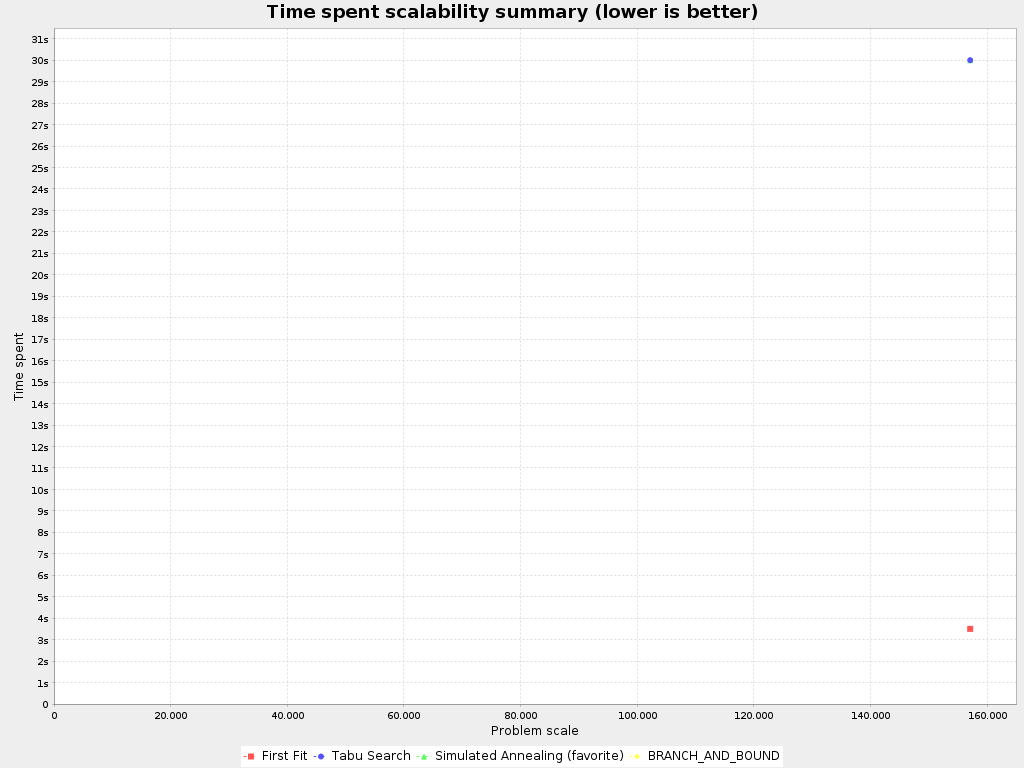 Time spent scalability summary (lower is better)
31s
30s
29s
28s
27s
26s
25s
24s
23s
22s
21s
20s
19s
18s
17s
16s
15s
14s
13s
12s
11s
10s
9s
8s
7s
6s
5s
4s
3s
2s
1s
0
Time spent
0 20.000 40.000 60.000 80.000 100.000 120.000 140.000 160.000
Problem scale
First Fit Tabu Search Simulated Annealing (favorite) BRANCH_AND_BOUND